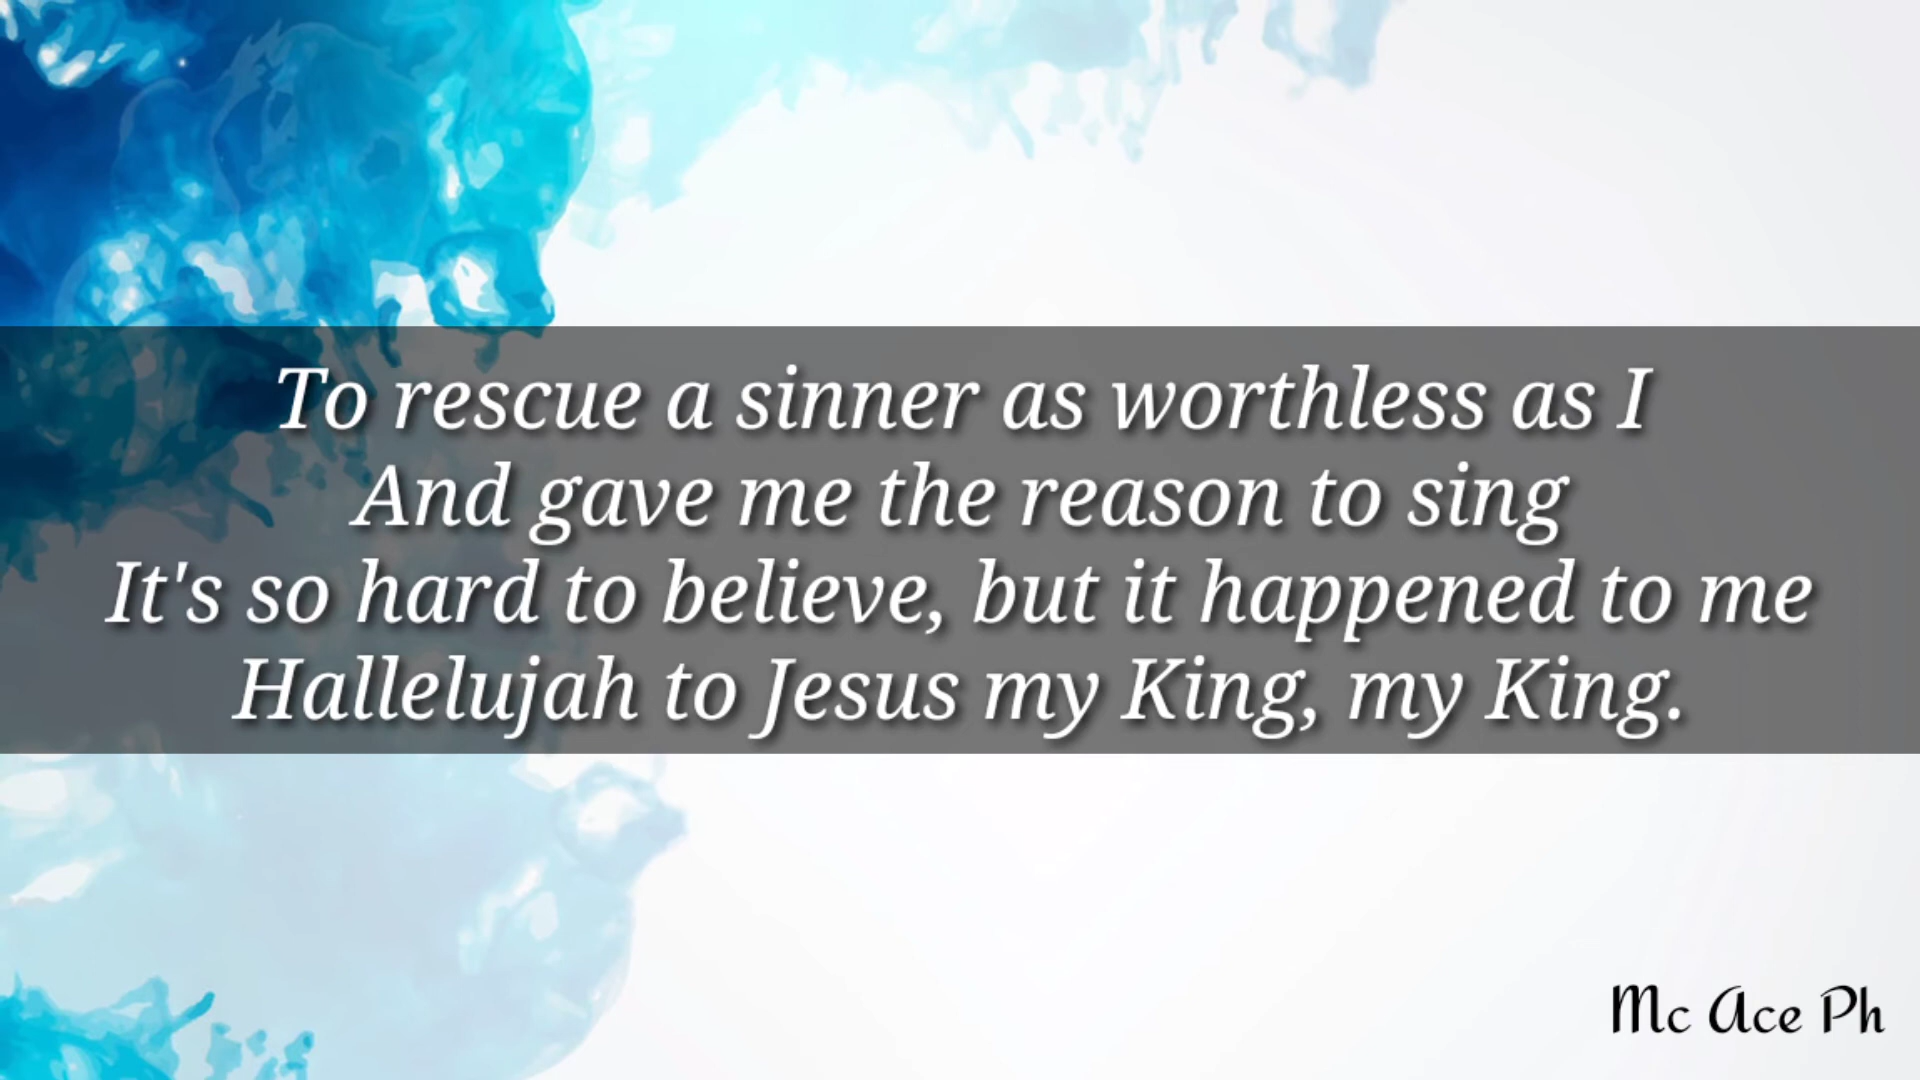 To rescue a sinner as worthless as I
And gave me the reason to sing
It's so hard to believe, but it happened to me
Hallelujah to Jesus my King, my King.
Mc Ace Ph